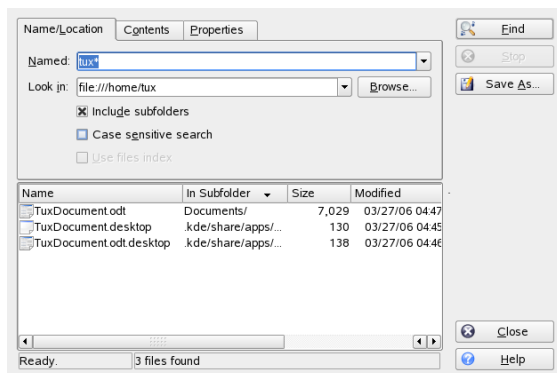 Name/Location Contents Properties
Named: tux*
Look in: file:///home/tux Browse...
Include subfolders
Case sensitive search
Use files index
Find
Stop
Save As...
Name In Subfolder Size Modified
TuxDocument.odt Documents/ 7,029 03/27/06 04:47
TuxDocument.desktop .kde/share/apps/... 130 03/27/06 04:45
TuxDocument.odt.desktop .kde/share/apps/... 138 03/27/06 04:46
Close
Ready. 3 files found
Help